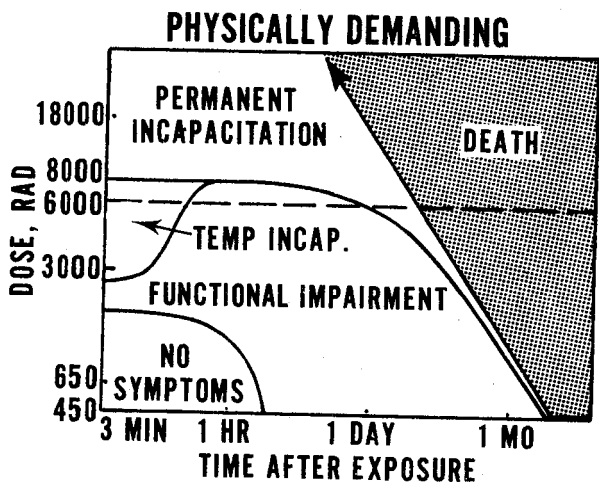 PHYSICALLY DEMANDING
18000
8000
6000
3000
650
450
DOSE, RAD
PERMANENT
INCAPACITATION
DEATH
TEMP INCAP.
FUNCTIONAL IMPAIRMENT
NO
SYMPTOMS
3 MIN 1 HR 1 DAY 1 MO
TIME AFTER EXPOSURE